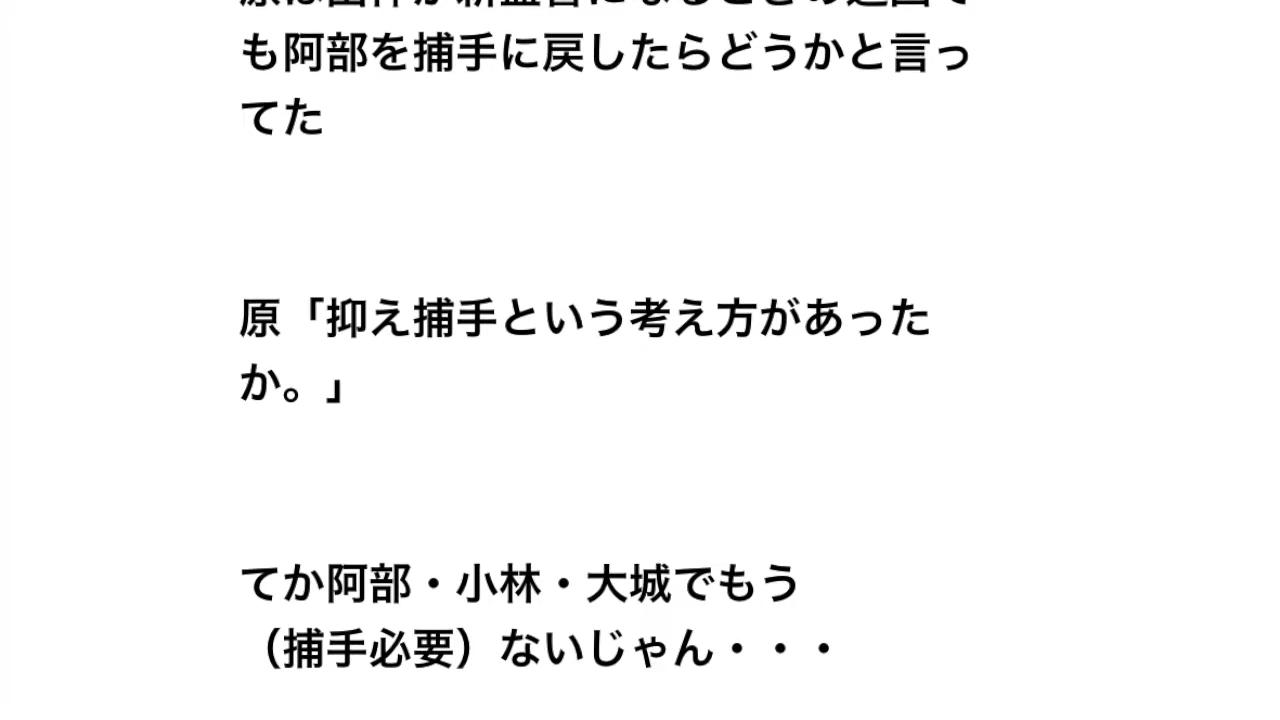 も阿部を捕手に戻したらどうかと言っ
てた
原「抑え捕手という考え方があった
か。」
てか阿部・小林・大城でもう
（捕手必要）ないじゃん・・・